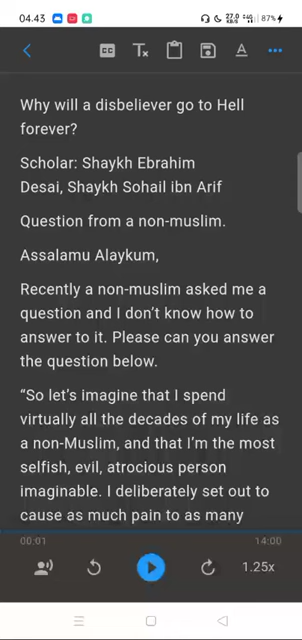 04.43
27.0
KB/S
87%
CC
Why will a disbeliever go to Hell
forever?
Scholar: Shaykh Ebrahim
Desai, Shaykh Sohail ibn Arif
Question from a non-muslim.
Assalamu Alaykum,
Recently a non-muslim asked me a
question and I don't know how to
answer to it. Please can you answer
the question below.
“So let's imagine that I spend
virtually all the decades of my life as
a non-Muslim, and that I'm the most
selfish, evil, atrocious person
imaginable. I deliberately set out to
cause as much pain to as many
00:01
14:00
1.25x